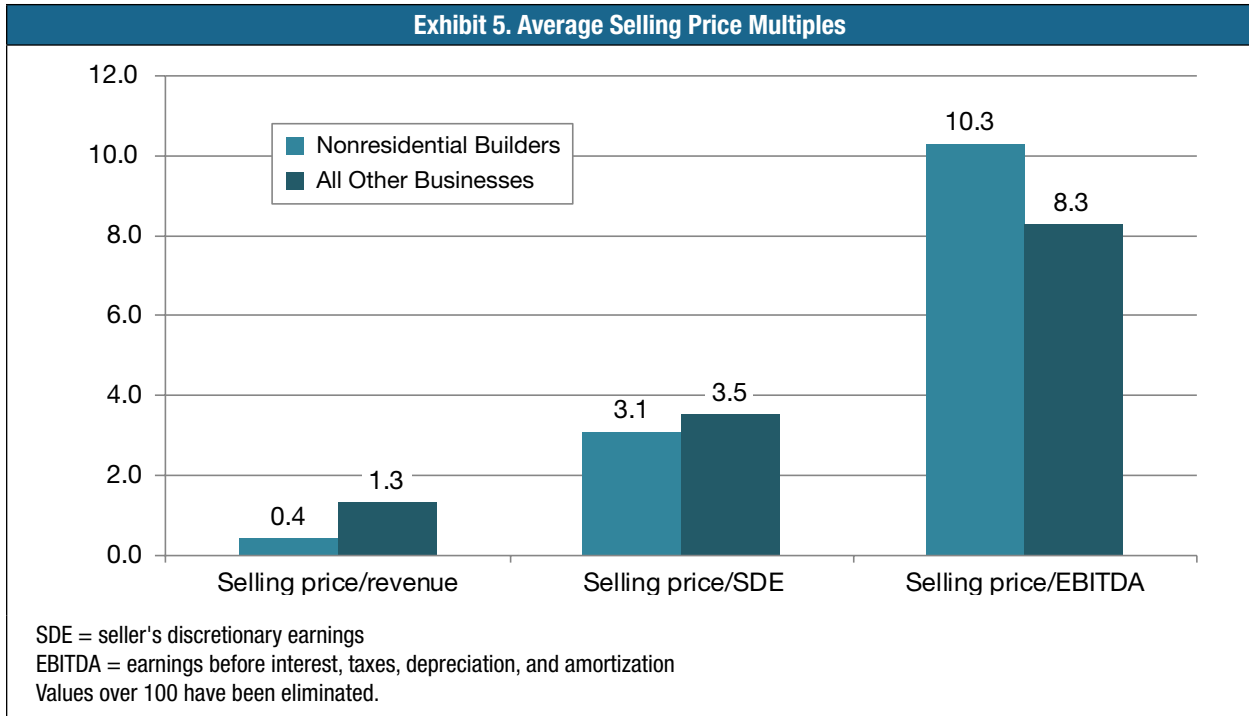 Exhibit 5. Average Selling Price Multiples
12.0
10.0
8.0
6.0
4.0
2.0
0.0
Nonresidential Builders
All Other Businesses
0.4
1.3
3.1
3.5
10.3
8.3
Selling price/revenue
Selling price/SDE
Selling price/EBITDA
SDE = seller's discretionary earnings
EBITDA = earnings before interest, taxes, depreciation, and amortization
Values over 100 have been eliminated.